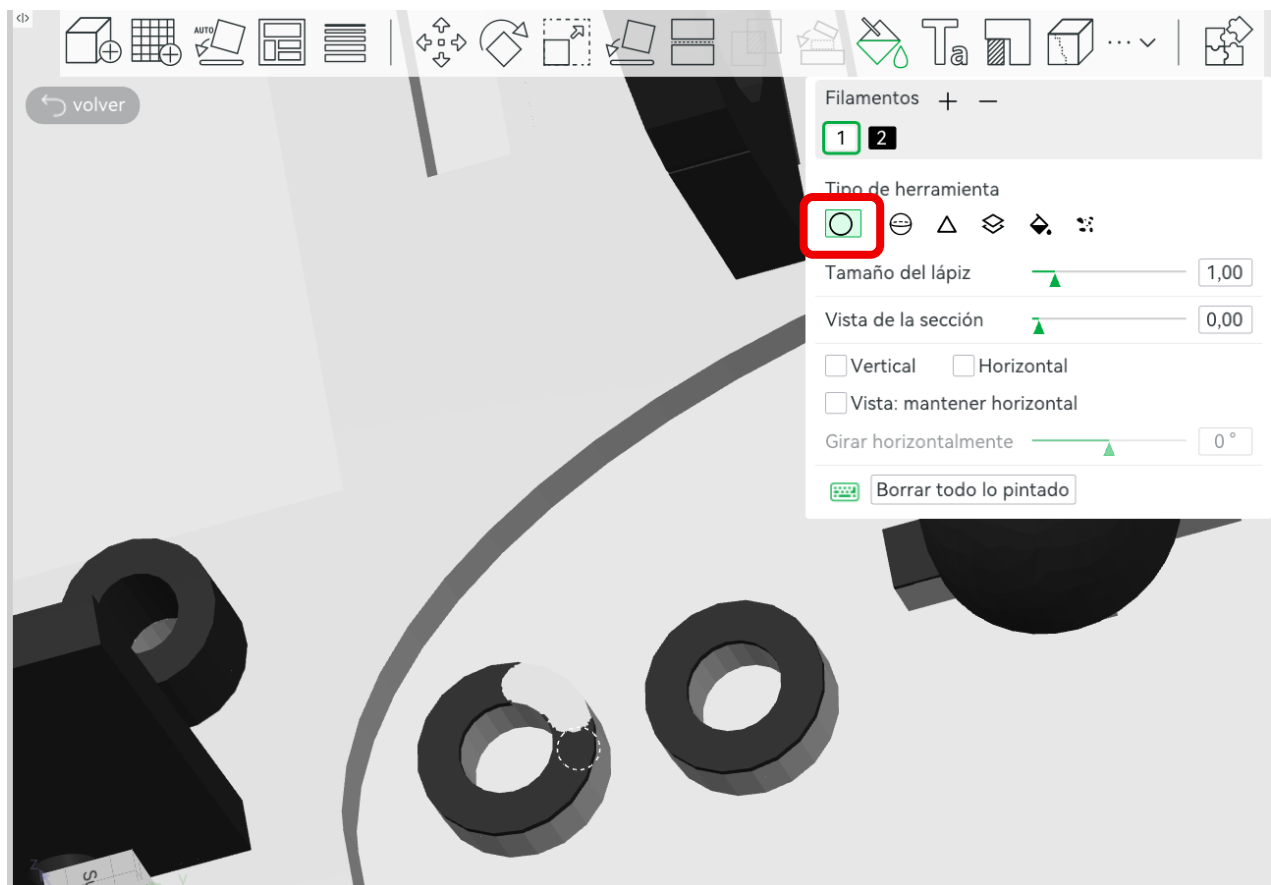 AUTO
Ta
volver
Filamentos + −
1 2
Tipo de herramienta
Tamaño del lápiz 1,00
Vista de la sección 0,00
Vertical Horizontal
Vista: mantener horizontal
Girar horizontalmente 0 °
Borrar todo lo pintado